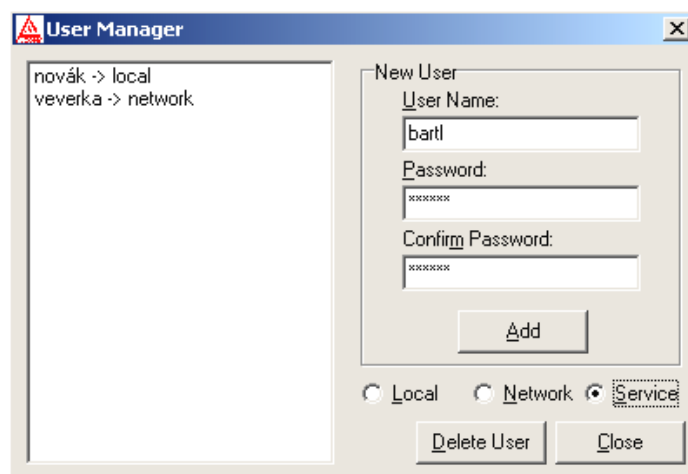 User Manager
novák -> local
veverka -> network
New User
User Name:
bartl
Password:
******
Confirm Password:
******
Add
Local Network Service
Delete User Close